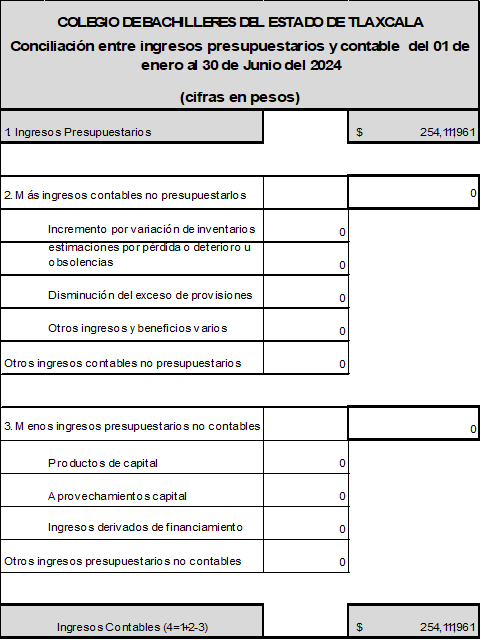 COLEGIO DE BACHILLERES DEL ESTADO DE TLAXCALA
Conciliación entre ingresos presupuestarios y contable del 01 de
enero al 30 de Junio del 2024
(cifras en pesos)
1. Ingresos Presupuestarios $ 254,111,961
2. Más ingresos contables no presupuestarios 0
Incremento por variación de inventarios 0
estimaciones por pérdida o deterioro u
obsolencias 0
Disminución del exceso de provisiones 0
Otros ingresos y beneficios varios 0
Otros ingresos contables no presupuestarios 0
3. Menos ingresos presupuestarios no contables 0
Productos de capital 0
Aprovechamientos capital 0
Ingresos derivados de financiamiento 0
Otros ingresos presupuestarios no contables 0
Ingresos Contables (4=1+2-3) $ 254,111,961